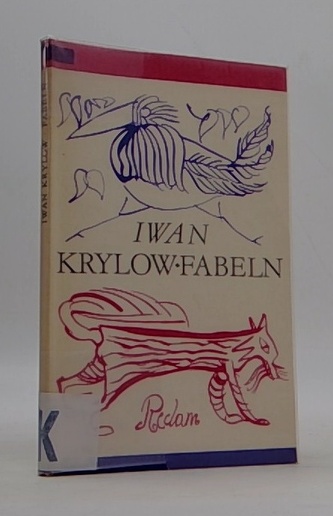 IWAN KRYLOW FABELN
IWAN
KRYLOW·FABELN
Reclam
K